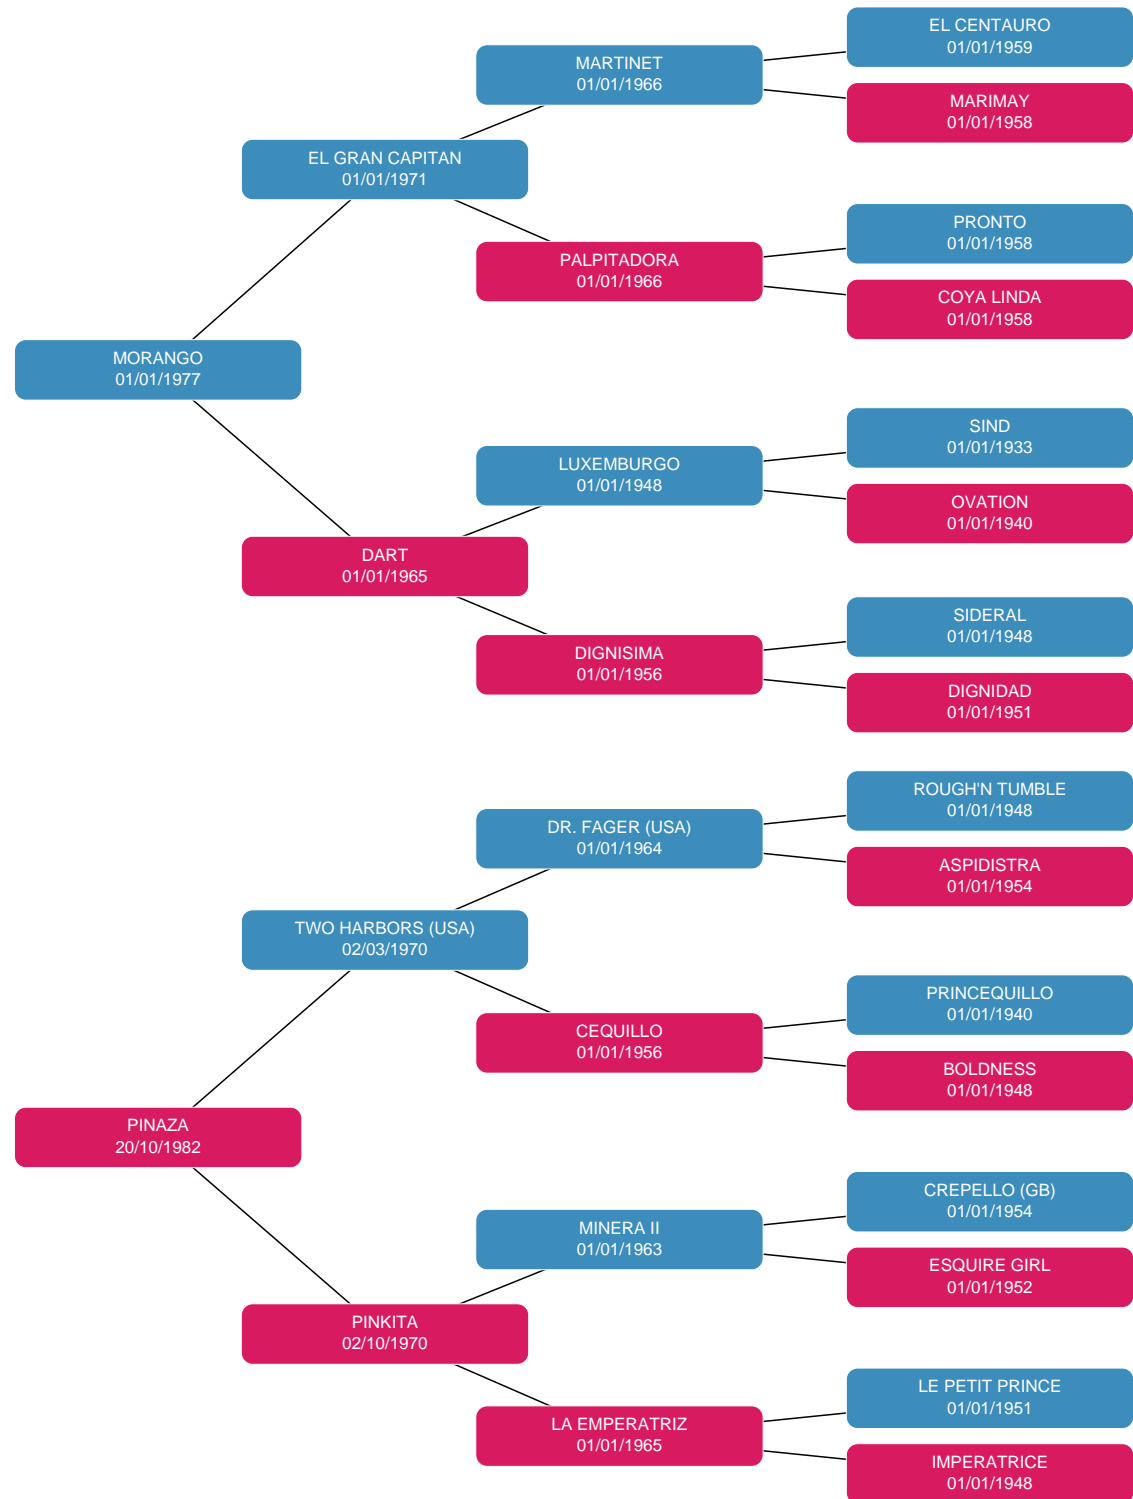 EL CENTAURO
01/01/1959
MARTINET
01/01/1966
MARIMAY
01/01/1958
EL GRAN CAPITAN
01/01/1971
PRONTO
01/01/1958
PALPITADORA
01/01/1966
COYA LINDA
01/01/1958
MORANGO
01/01/1977
SIND
01/01/1933
LUXEMBURGO
01/01/1948
OVATION
01/01/1940
DART
01/01/1965
SIDERAL
01/01/1948
DIGNISIMA
01/01/1956
DIGNIDAD
01/01/1951
ROUGH'N TUMBLE
01/01/1948
DR. FAGER (USA)
01/01/1964
ASPIDISTRA
01/01/1954
TWO HARBORS (USA)
02/03/1970
PRINCEQUILLO
01/01/1940
CEQUILLO
01/01/1956
BOLDNESS
01/01/1948
PINAZA
20/10/1982
CREPELLO (GB)
01/01/1954
MINERA II
01/01/1963
ESQUIRE GIRL
01/01/1952
PINKITA
02/10/1970
LE PETIT PRINCE
01/01/1951
LA EMPERATRIZ
01/01/1965
IMPERATRICE
01/01/1948